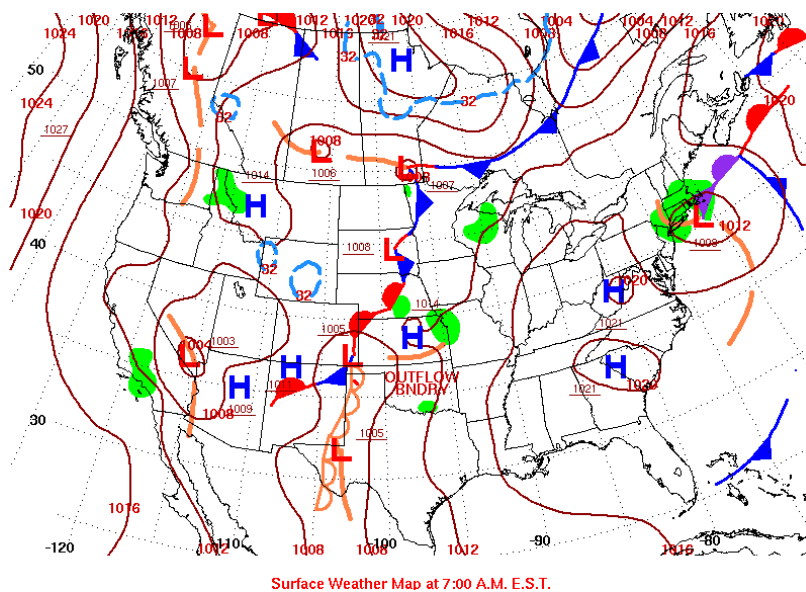 1020 1012 1012 1020 1020 1004 1004 1012
1024 1016 1008 1008 1016 1012 1016 1008 1016 1020
32
50
L L H
1007 L 32
1024 32 32 1020
1027
1008
L L
1006 1008
1014 1007
H
1020 L 1012
40 1008 L 1009
32
32 H 1020
1014
1003 1005 1021
1004 H
L L H
H H OUTFLOW
BNDRY
1011 1021 1020
1009
1008
30 1005
L
1016
-120 1012 -110 1008 -100 1008 1012 -90 1016 -80
Surface Weather Map at 7:00 A.M. E.S.T.